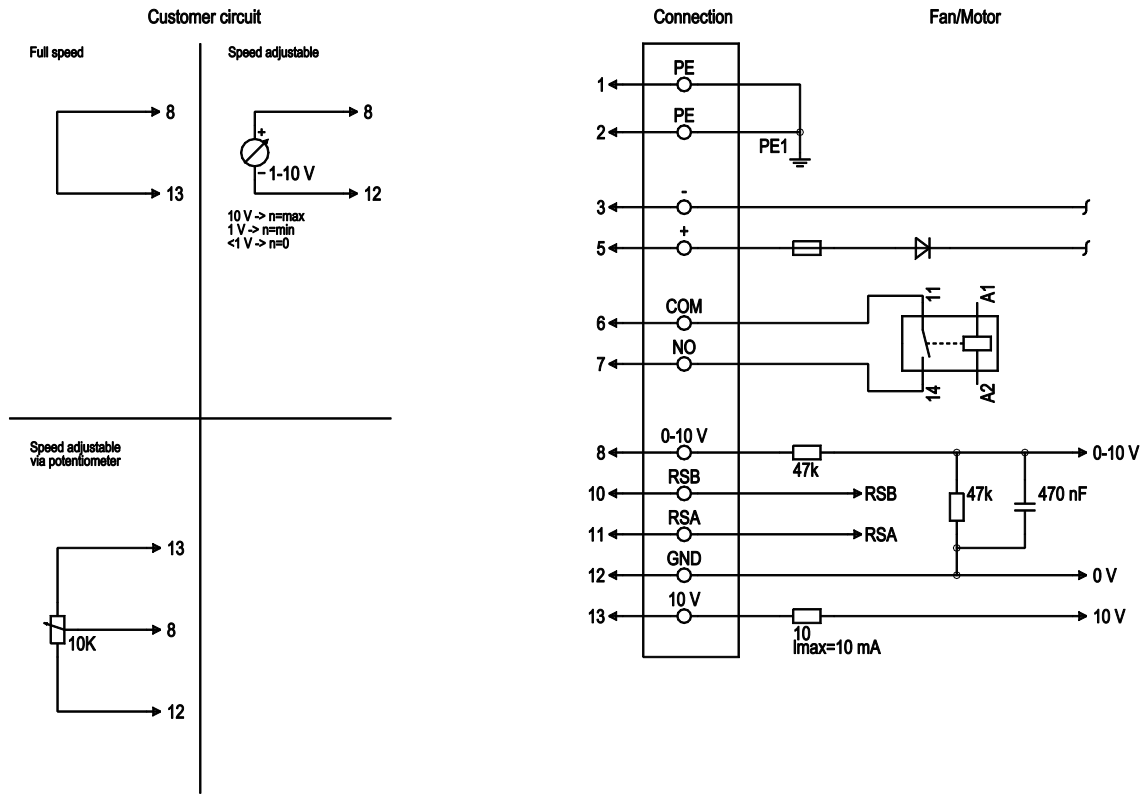 Customer circuit
Full speed
8
13
Speed adjustable
8
+
– 1-10 V
12
10 V -> n=max
1 V -> n=min
<1 V -> n=0
Speed adjustable
via potentiometer
13
8
10K
12
Connection
Fan/Motor
1
PE
2
PE
PE1
3
-
5
+
6
COM
7
NO
11
A1
14
A2
8
0-10 V
47k
0-10 V
10
RSB
RSB
47k
470 nF
11
RSA
RSA
12
GND
0 V
13
10 V
10
Imax=10 mA
10 V